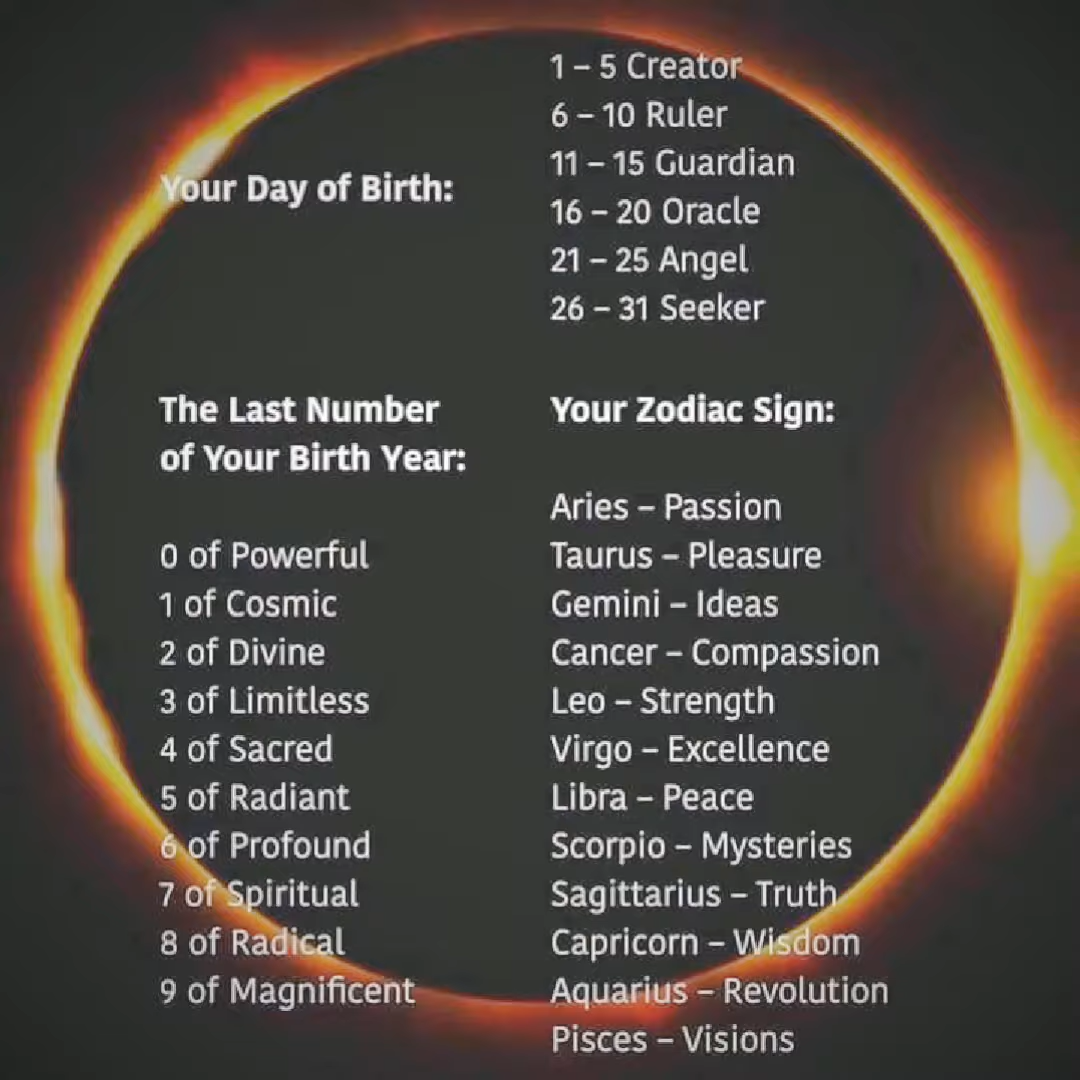 Your Day of Birth:
1 – 5 Creator
6 – 10 Ruler
11 – 15 Guardian
16 – 20 Oracle
21 – 25 Angel
26 – 31 Seeker
The Last Number
of Your Birth Year:
0 of Powerful
1 of Cosmic
2 of Divine
3 of Limitless
4 of Sacred
5 of Radiant
6 of Profound
7 of Spiritual
8 of Radical
9 of Magnificent
Your Zodiac Sign:
Aries – Passion
Taurus – Pleasure
Gemini – Ideas
Cancer – Compassion
Leo – Strength
Virgo – Excellence
Libra – Peace
Scorpio – Mysteries
Sagittarius – Truth
Capricorn – Wisdom
Aquarius – Revolution
Pisces – Visions